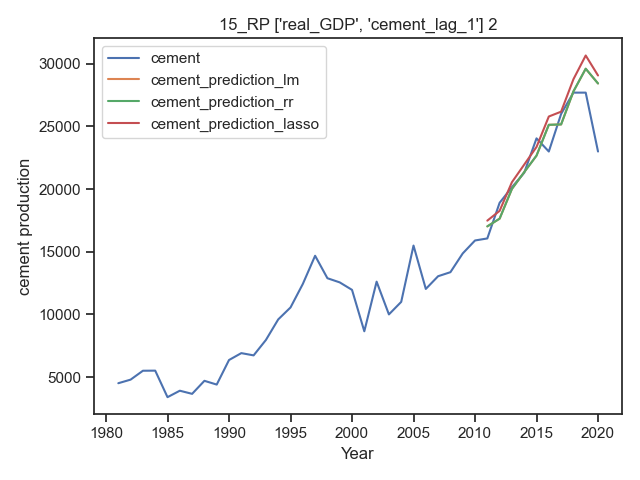 15_RP ['real_GDP', 'cement_lag_1'] 2
cement
cement_prediction_lm
cement_prediction_rr
cement_prediction_lasso
cement production
30000
25000
20000
15000
10000
5000
1980 1985 1990 1995 2000 2005 2010 2015 2020
Year